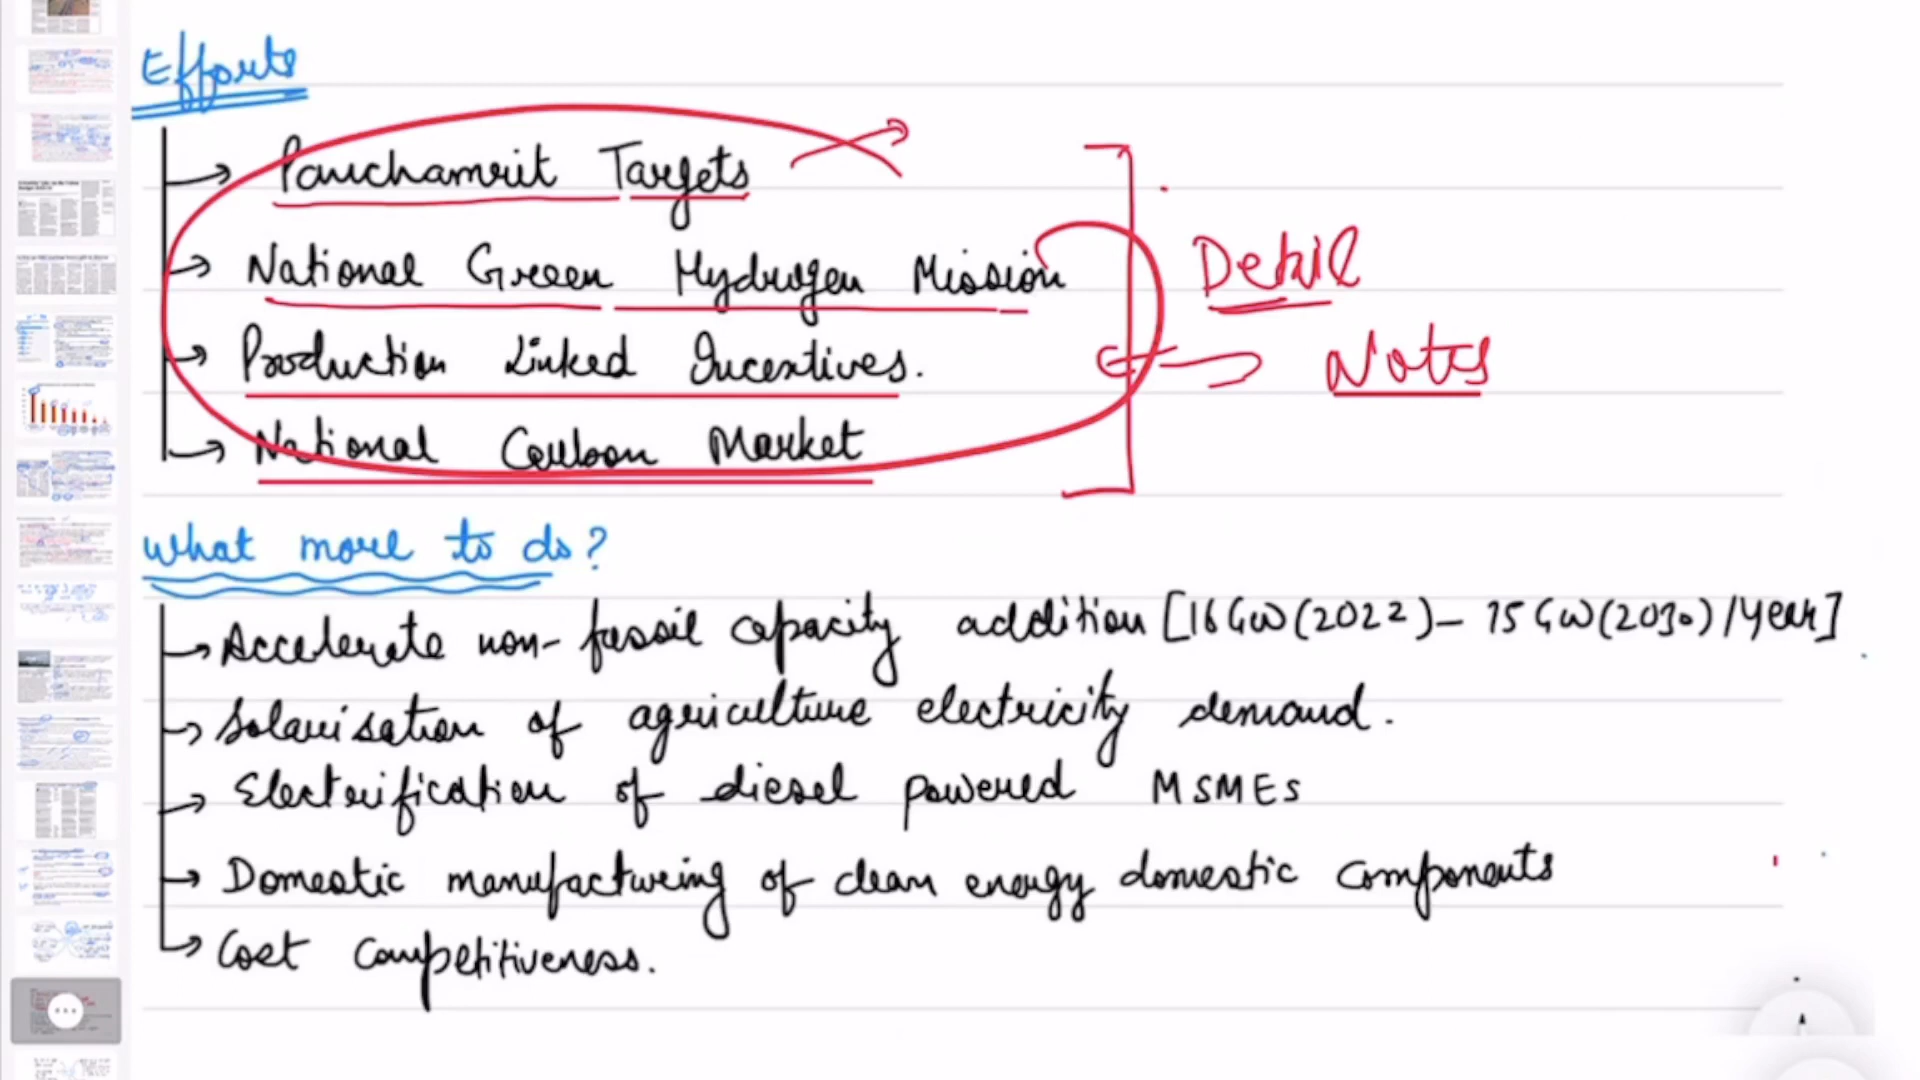 Efforts
→ Panchamrit Targets
→ National Green Hydrogen Mission
→ Production Linked Incentives.
→ National Carbon Market
Detail
Notes
What more to do?
→ Accelerate non-fossil capacity addition [16 GW (2022) – 75 GW (2030) / Year]
→ Solarisation of agriculture electricity demand.
→ Electrification of diesel powered MSMEs
→ Domestic manufacturing of clean energy domestic components
→ Cost Competitiveness.